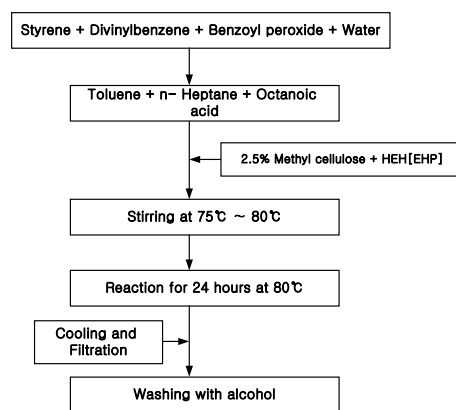 Styrene + Divinylbenzene + Benzoyl peroxide + Water
Toluene + n- Heptane + Octanoic
acid
2.5% Methyl cellulose + HEH[EHP]
Stirring at 75℃ ~ 80℃
Reaction for 24 hours at 80℃
Cooling and
Filtration
Washing with alcohol